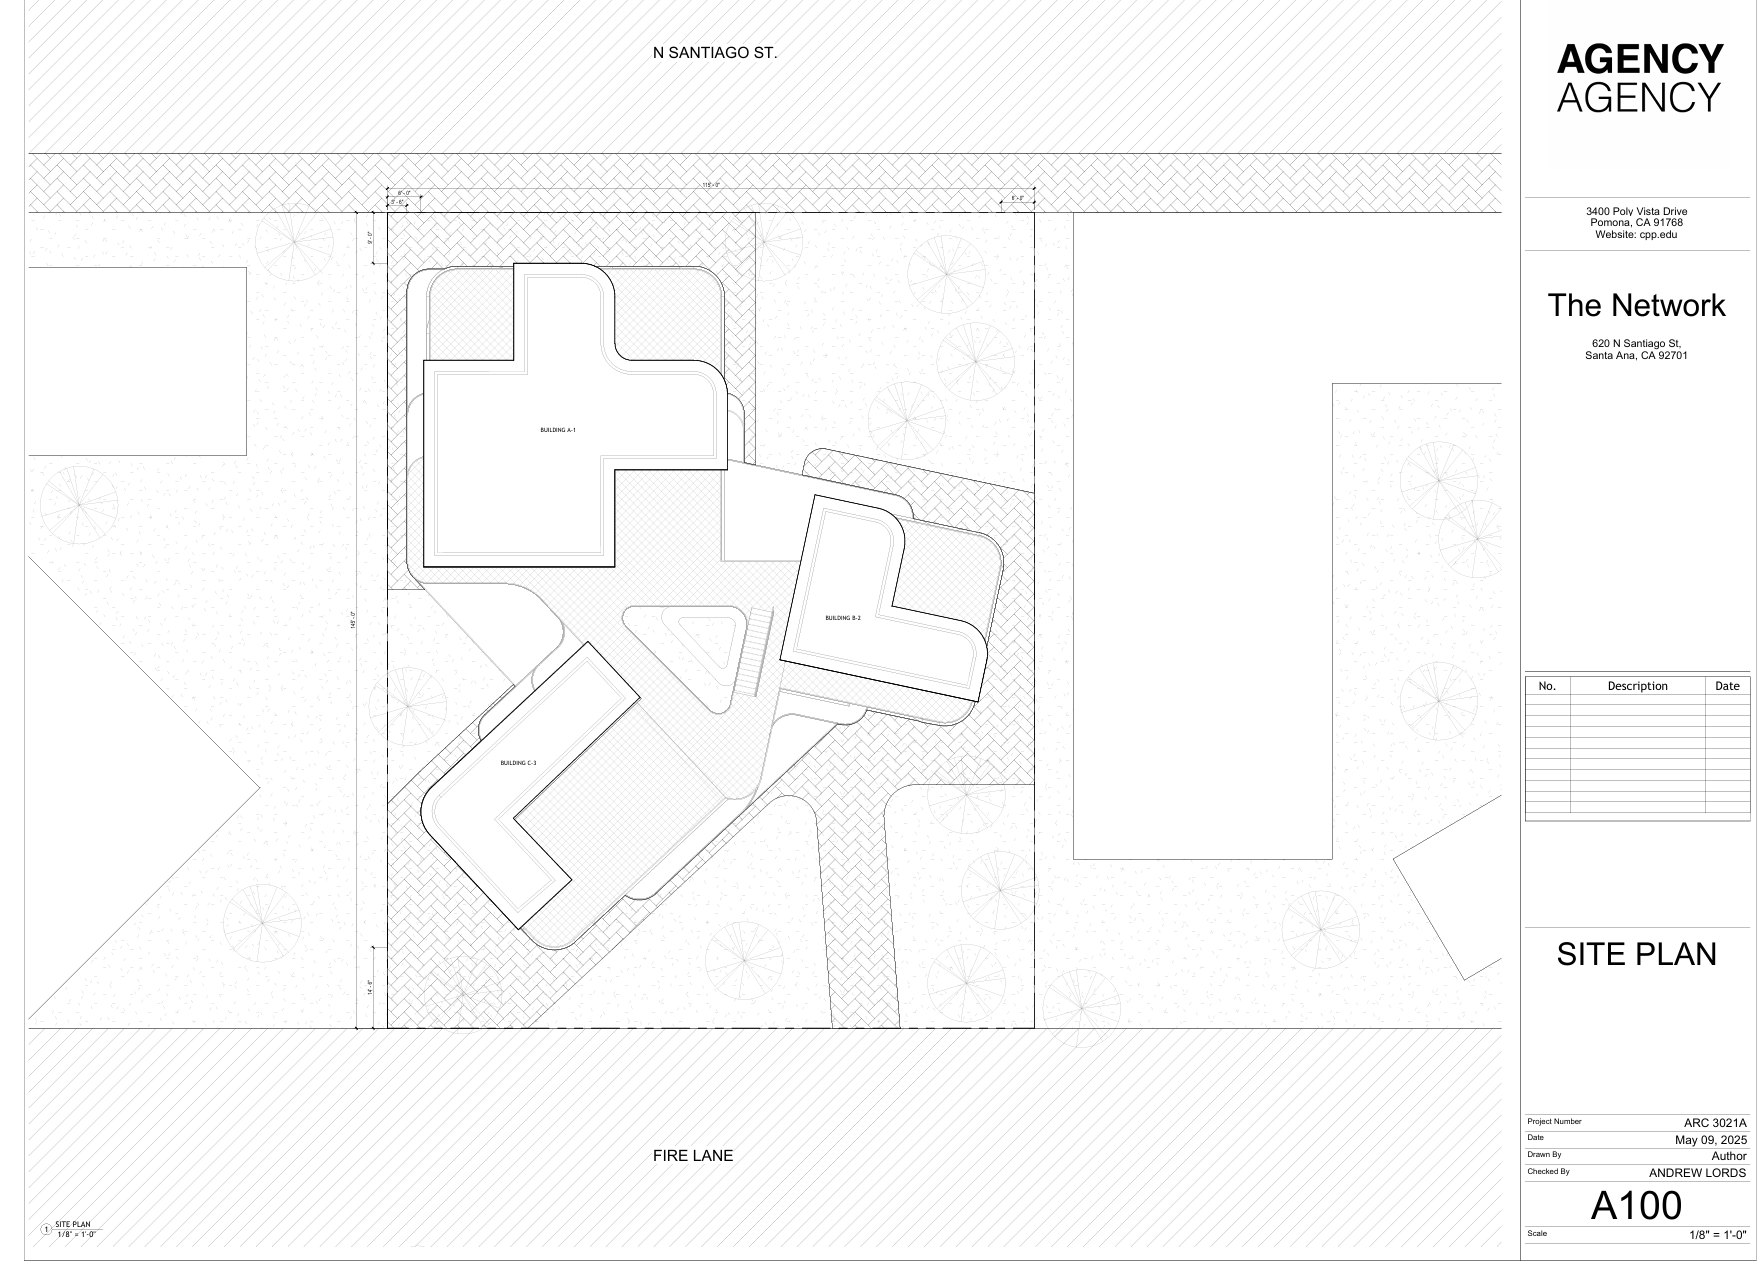 N SANTIAGO ST.
115' - 0"
6' - 0"
3' - 6"
6' - 0"
9' - 0"
BUILDING A-1
BUILDING B-2
145' - 0"
BUILDING C-3
14' - 6"
FIRE LANE
1
SITE PLAN
1/8" = 1'-0"
AGENCY
AGENCY
3400 Poly Vista Drive
Pomona, CA 91768
Website: cpp.edu
The Network
620 N Santiago St,
Santa Ana, CA 92701
No. Description Date
SITE PLAN
Project Number ARC 3021A
Date May 09, 2025
Drawn By Author
Checked By ANDREW LORDS
A100
Scale 1/8" = 1'-0"